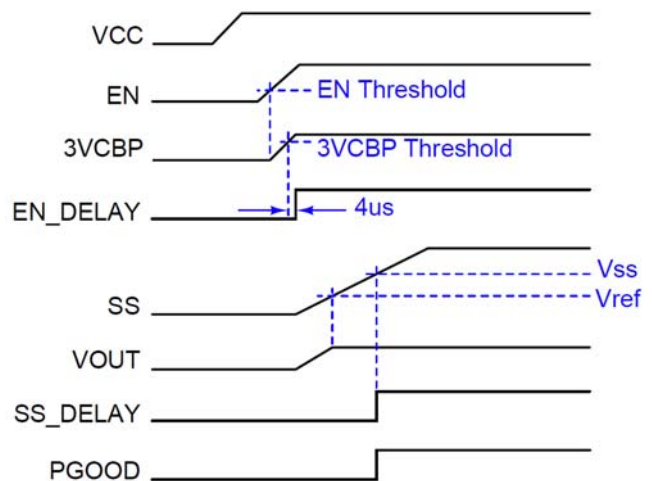 VCC
EN
EN Threshold
3VCBP
3VCBP Threshold
EN_DELAY
4us
Vss
Vref
SS
VOUT
SS_DELAY
PGOOD